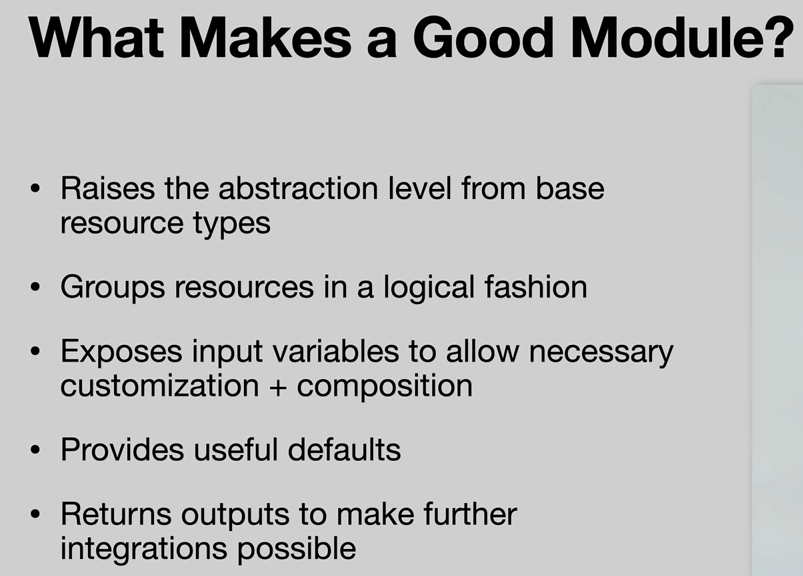 What Makes a Good Module?
• Raises the abstraction level from base
resource types
• Groups resources in a logical fashion
• Exposes input variables to allow necessary
customization + composition
• Provides useful defaults
• Returns outputs to make further
integrations possible